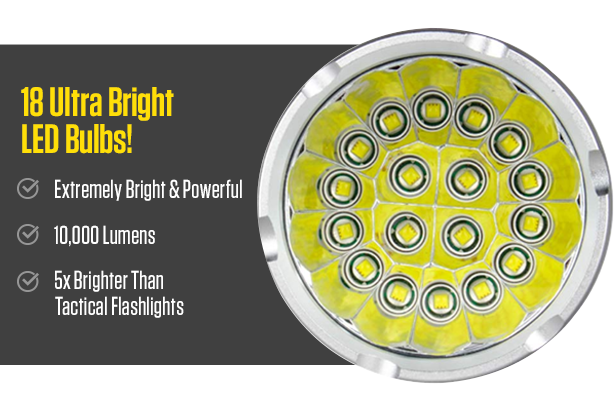 18 Ultra Bright
LED Bulbs!
Extremely Bright & Powerful
10,000 Lumens
5x Brighter Than
Tactical Flashlights